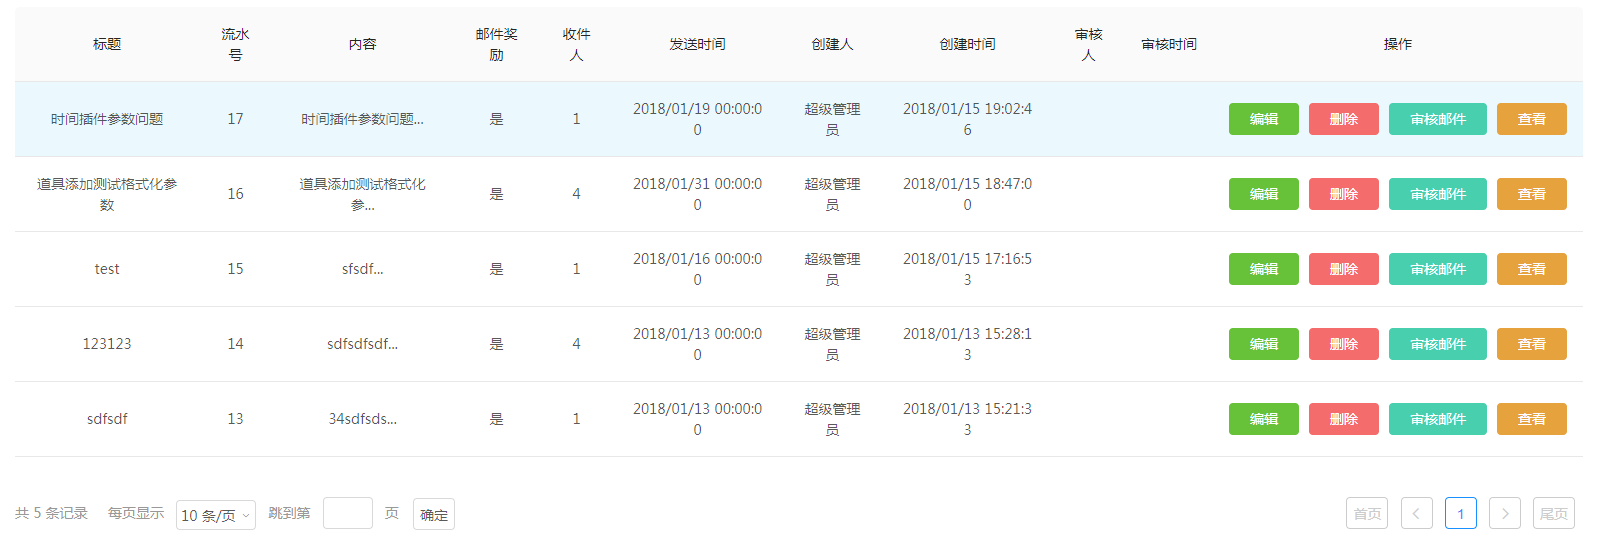 标题 流水号 内容 邮件奖励 收件人 发送时间 创建人 创建时间 审核人 审核时间 操作
时间插件参数问题 17 时间插件参数问题... 是 1 2018/01/19 00:00:00 超级管理员 2018/01/15 19:02:46 编辑 删除 审核邮件 查看
道具添加测试格式化参数 16 道具添加测试格式化参... 是 4 2018/01/31 00:00:00 超级管理员 2018/01/15 18:47:00 编辑 删除 审核邮件 查看
test 15 sfsdf... 是 1 2018/01/16 00:00:00 超级管理员 2018/01/15 17:16:53 编辑 删除 审核邮件 查看
123123 14 sdfsdfsdf... 是 4 2018/01/13 00:00:00 超级管理员 2018/01/13 15:28:13 编辑 删除 审核邮件 查看
sdfsdf 13 34sdfsds... 是 1 2018/01/13 00:00:00 超级管理员 2018/01/13 15:21:33 编辑 删除 审核邮件 查看
共 5 条记录 每页显示 10 条/页 跳到第 页 确定 首页 1 尾页